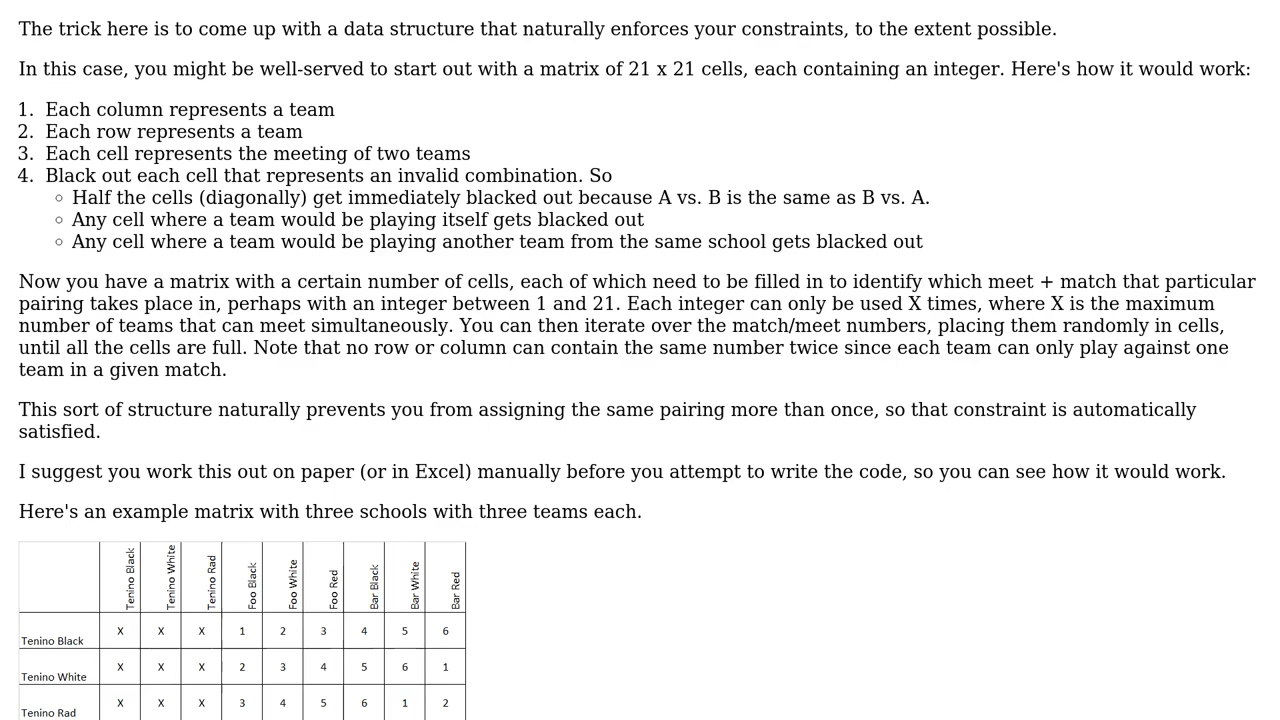 The trick here is to come up with a data structure that naturally enforces your constraints, to the extent possible.
In this case, you might be well-served to start out with a matrix of 21 x 21 cells, each containing an integer. Here's how it would work:
1. Each column represents a team
2. Each row represents a team
3. Each cell represents the meeting of two teams
4. Black out each cell that represents an invalid combination. So
◦ Half the cells (diagonally) get immediately blacked out because A vs. B is the same as B vs. A.
◦ Any cell where a team would be playing itself gets blacked out
◦ Any cell where a team would be playing another team from the same school gets blacked out
Now you have a matrix with a certain number of cells, each of which need to be filled in to identify which meet + match that particular
pairing takes place in, perhaps with an integer between 1 and 21. Each integer can only be used X times, where X is the maximum
number of teams that can meet simultaneously. You can then iterate over the match/meet numbers, placing them randomly in cells,
until all the cells are full. Note that no row or column can contain the same number twice since each team can only play against one
team in a given match.
This sort of structure naturally prevents you from assigning the same pairing more than once, so that constraint is automatically
satisfied.
I suggest you work this out on paper (or in Excel) manually before you attempt to write the code, so you can see how it would work.
Here's an example matrix with three schools with three teams each.
Tenino Black Tenino White Tenino Rad Foo Black Foo White Foo Red Bar Black Bar White Bar Red
Tenino Black X X X 1 2 3 4 5 6
Tenino White X X X 2 3 4 5 6 1
Tenino Rad X X X 3 4 5 6 1 2